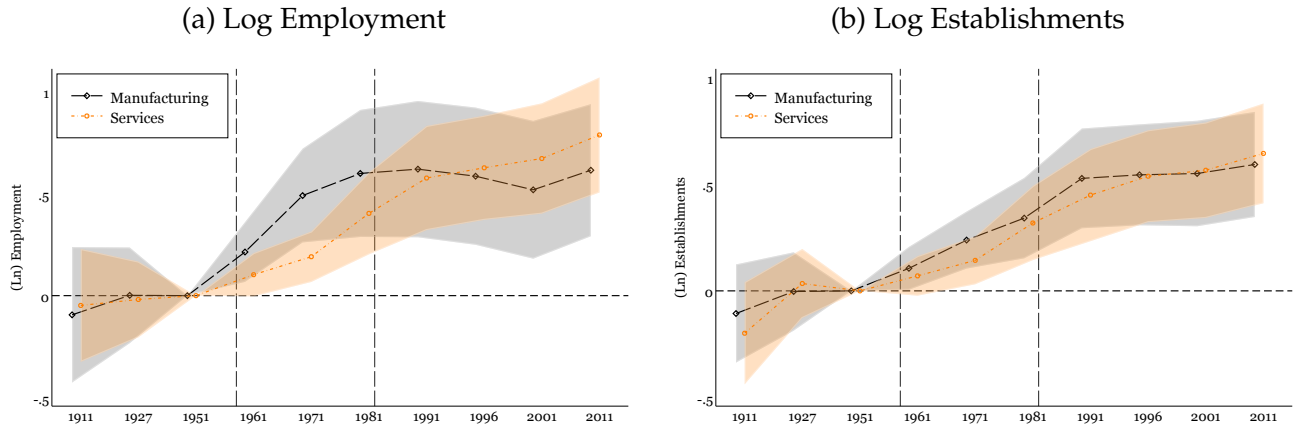 (a) Log Employment
1
.5
0
-.5
(Ln) Employment
Manufacturing
Services
1911 1927 1951 1961 1971 1981 1991 1996 2001 2011
(b) Log Establishments
1
.5
0
-.5
(Ln) Establishments
Manufacturing
Services
1911 1927 1951 1961 1971 1981 1991 1996 2001 2011